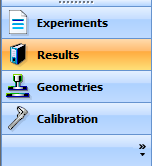 Experiments
Results
Geometries
Calibration